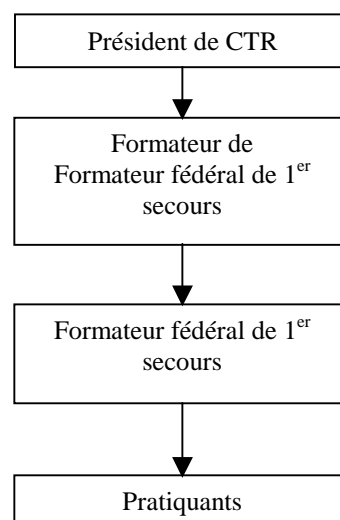 Président de CTR
Formateur de
Formateur fédéral de 1er
secours
Formateur fédéral de 1er
secours
Pratiquants